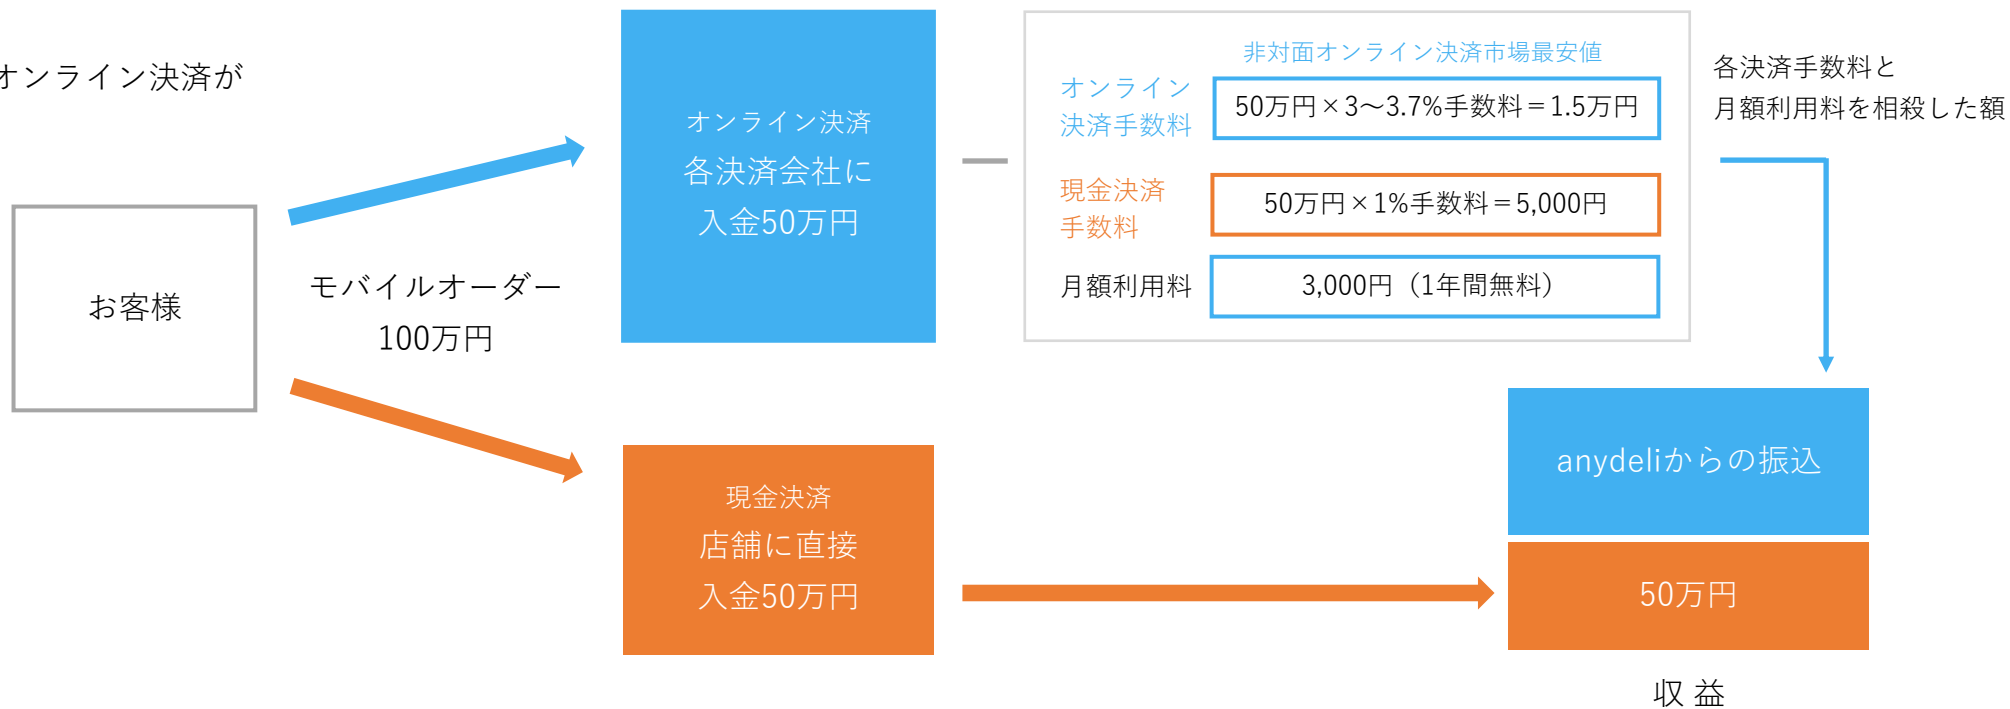 オンライン決済が
お客様
モバイルオーダー
100万円
オンライン決済
各決済会社に
入金50万円
現金決済
店舗に直接
入金50万円
非対面オンライン決済市場最安値
オンライン
決済手数料
50万円×3〜3.7%手数料＝1.5万円
現金決済
手数料
50万円×1%手数料＝5,000円
月額利用料
3,000円（1年間無料）
各決済手数料と
月額利用料を相殺した額
anydeliからの振込
50万円
収 益